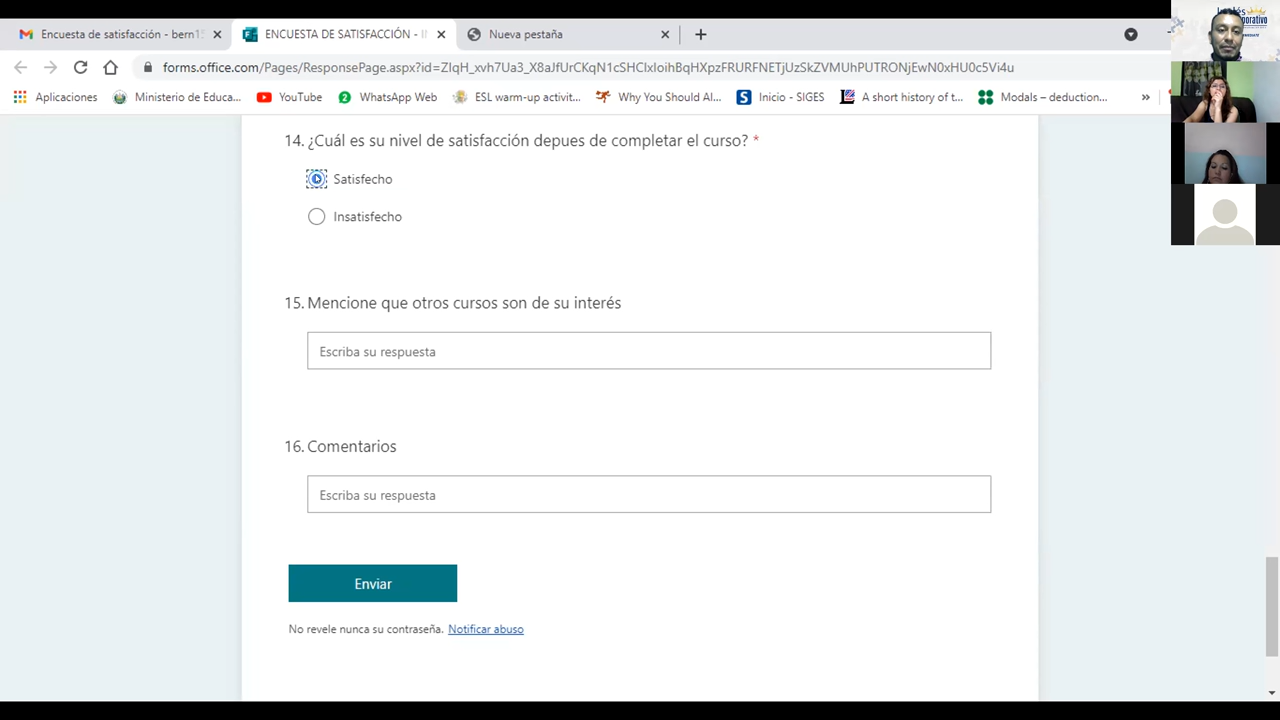 Encuesta de satisfacción - bern15
ENCUESTA DE SATISFACCIÓN - I
Nueva pestaña
forms.office.com/Pages/ResponsePage.aspx?id=
Aplicaciones
Ministerio de Educa...
YouTube
WhatsApp Web
ESL warm-up activit...
Why You Should Al...
Inicio - SIGES
A short history of t...
Modals – deduction...
»
14. ¿Cuál es su nivel de satisfacción depues de completar el curso? *
Satisfecho
Insatisfecho
15. Mencione que otros cursos son de su interés
Escriba su respuesta
16. Comentarios
Escriba su respuesta
Enviar
No revele nunca su contraseña. Notificar abuso